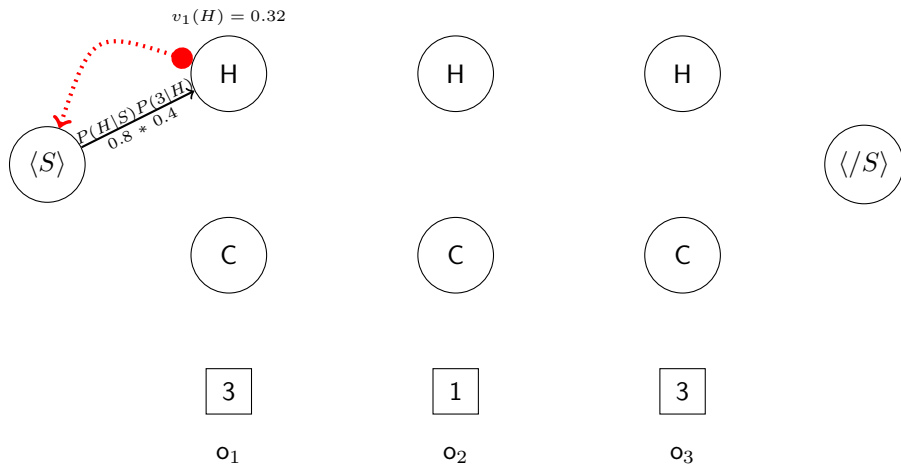 v₁(H) = 0.32
H H H
P(H|S)P(3|H)
0.8 * 0.4
⟨S⟩ ⟨/S⟩
C C C
3 1 3
o₁ o₂ o₃